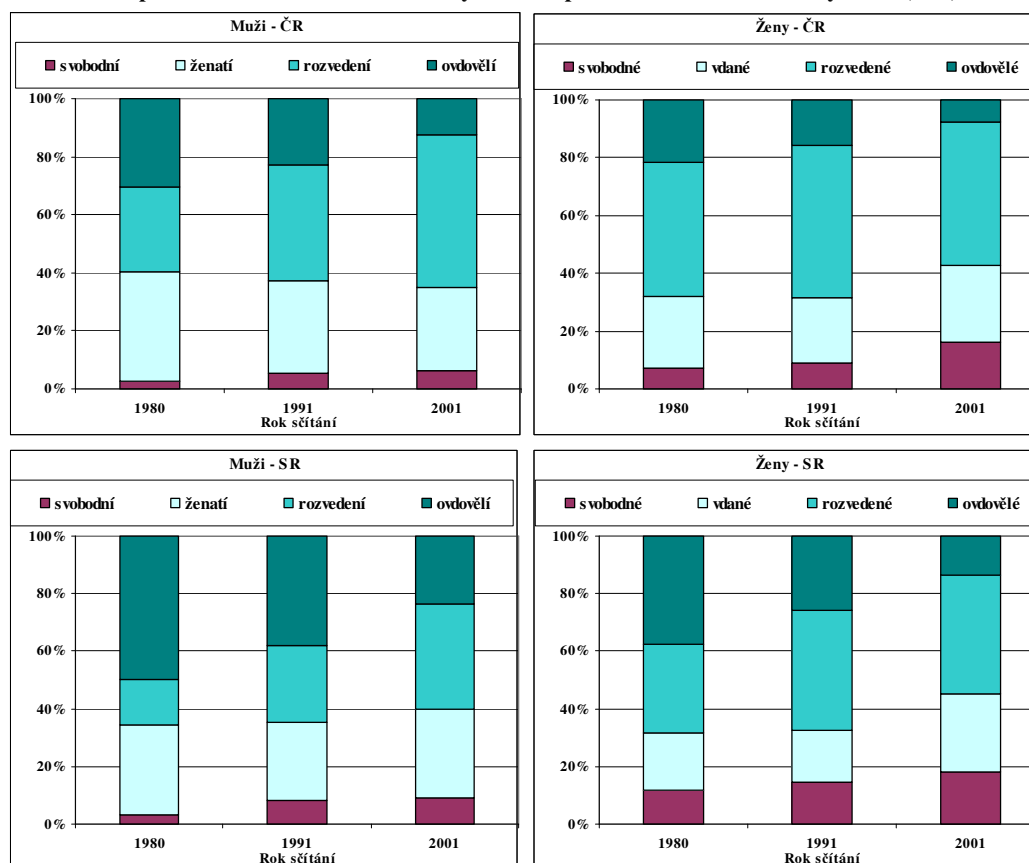 Muži - ČR
svobodní ženatí rozvedení ovdovělí
100%
80%
60%
40%
20%
0%
1980 1991 2001
Rok sčítání
Ženy - ČR
svobodné vdané rozvedené ovdovělé
100%
80%
60%
40%
20%
0%
1980 1991 2001
Rok sčítání
Muži - SR
svobodní ženatí rozvedení ovdovělí
100%
80%
60%
40%
20%
0%
1980 1991 2001
Rok sčítání
Ženy - SR
svobodné vdané rozvedené ovdovělé
100%
80%
60%
40%
20%
0%
1980 1991 2001
Rok sčítání